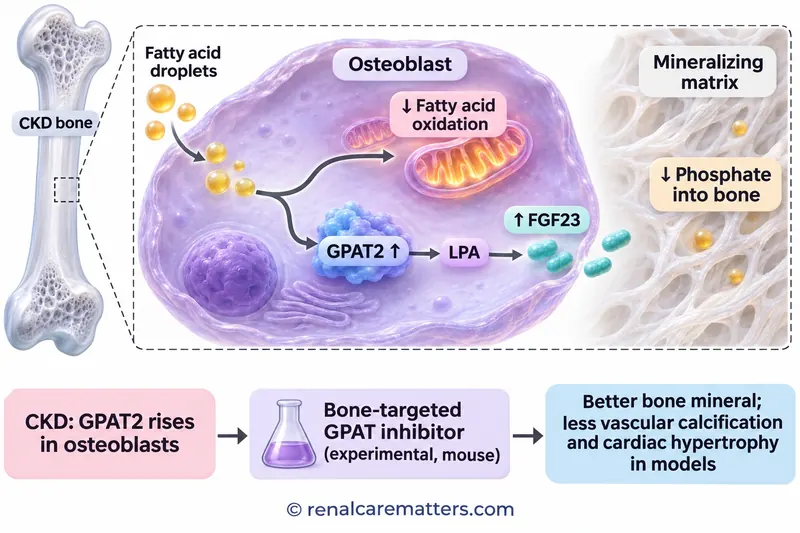 Fatty acid
droplets
Osteoblast
Mineralizing
matrix
CKD bone
↓ Fatty acid
oxidation
↓ Phosphate
into bone
↑ FGF23
GPAT2 ↑
LPA
CKD: GPAT2 rises
in osteoblasts
Bone-targeted
GPAT inhibitor
(experimental, mouse)
Better bone mineral;
less vascular calcification
and cardiac hypertrophy
in models
© renalcarematters.com